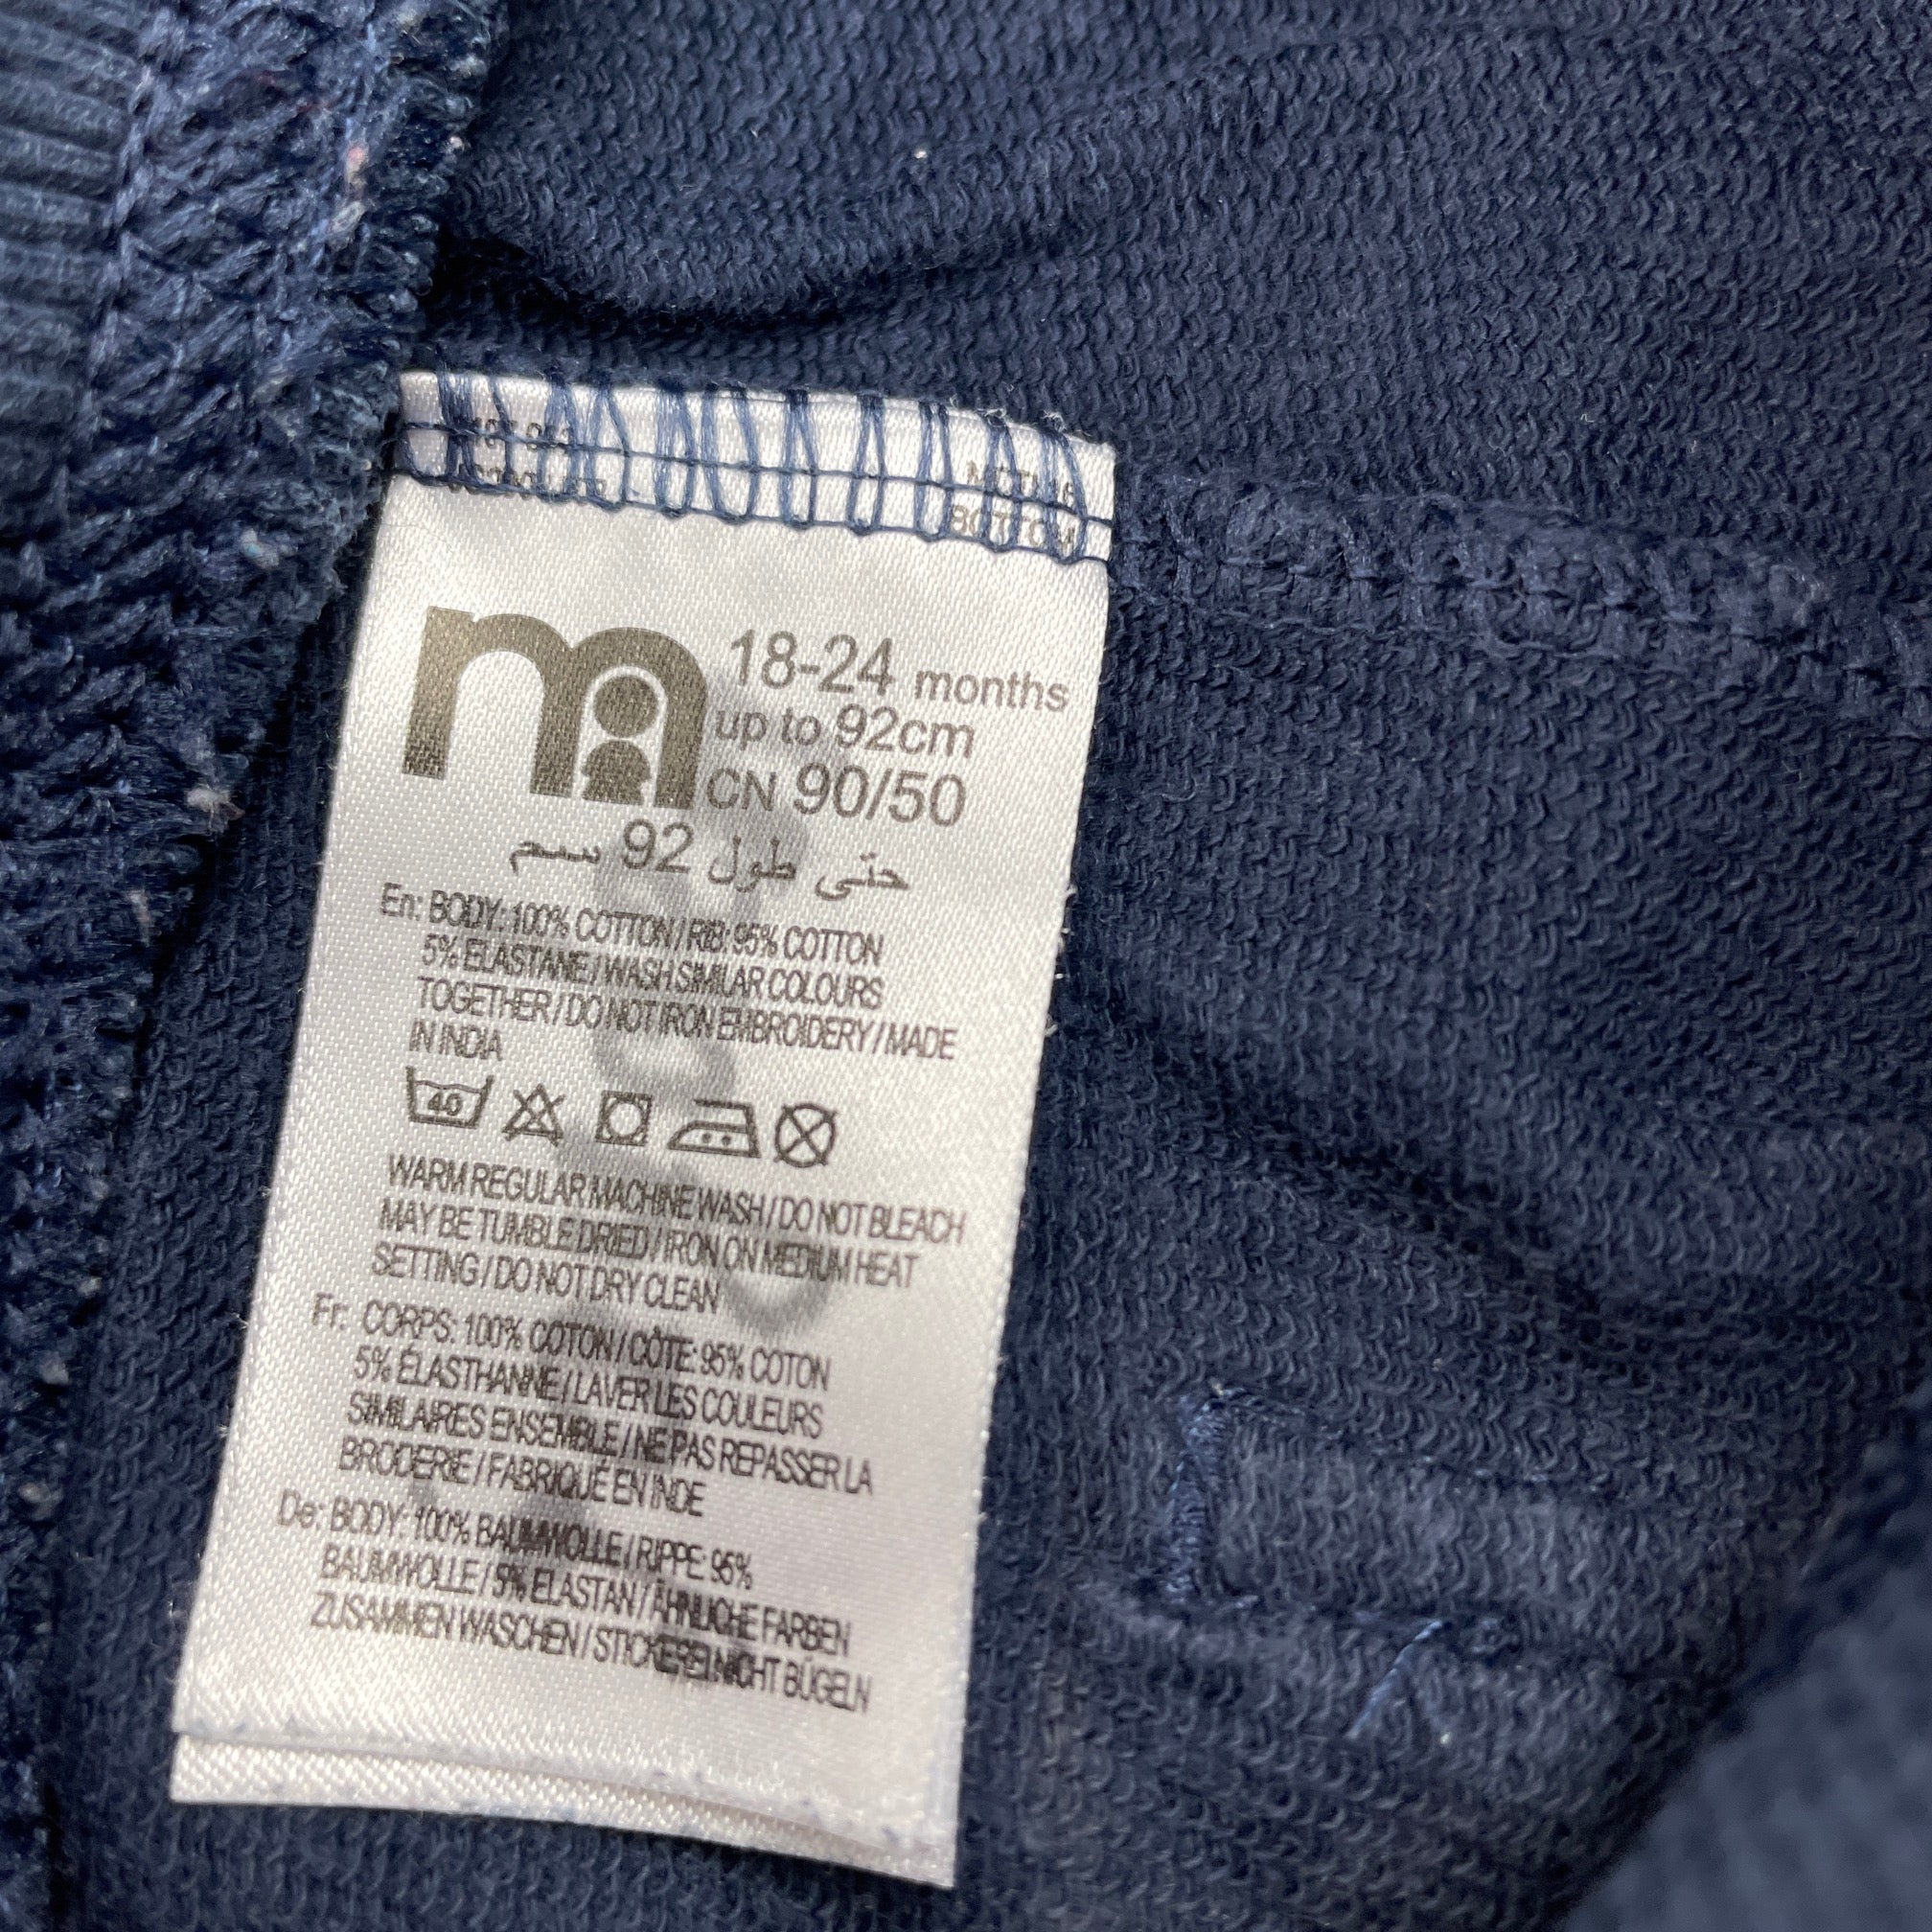 BOTTOM
18-24 months
up to 92cm
CN 90/50
حتى طول 92 سم
En: BODY: 100% COTTON / RIB: 95% COTTON
5% ELASTANE / WASH SIMILAR COLOURS
TOGETHER / DO NOT IRON EMBROIDERY / MADE
IN INDIA
40
WARM REGULAR MACHINE WASH / DO NOT BLEACH
MAY BE TUMBLE DRIED / IRON ON MEDIUM HEAT
SETTING / DO NOT DRY CLEAN
Fr: CORPS: 100% COTON / CÔTE: 95% COTON
5% ÉLASTHANNE / LAVER LES COULEURS
SIMILAIRES ENSEMBLE / NE PAS REPASSER LA
BRODERIE / FABRIQUÉ EN INDE
De: BODY: 100% BAUMWOLLE / RIPPE: 95%
BAUMWOLLE / 5% ELASTAN / ÄHNLICHE FARBEN
ZUSAMMEN WASCHEN / STICKEREI NICHT BÜGELN